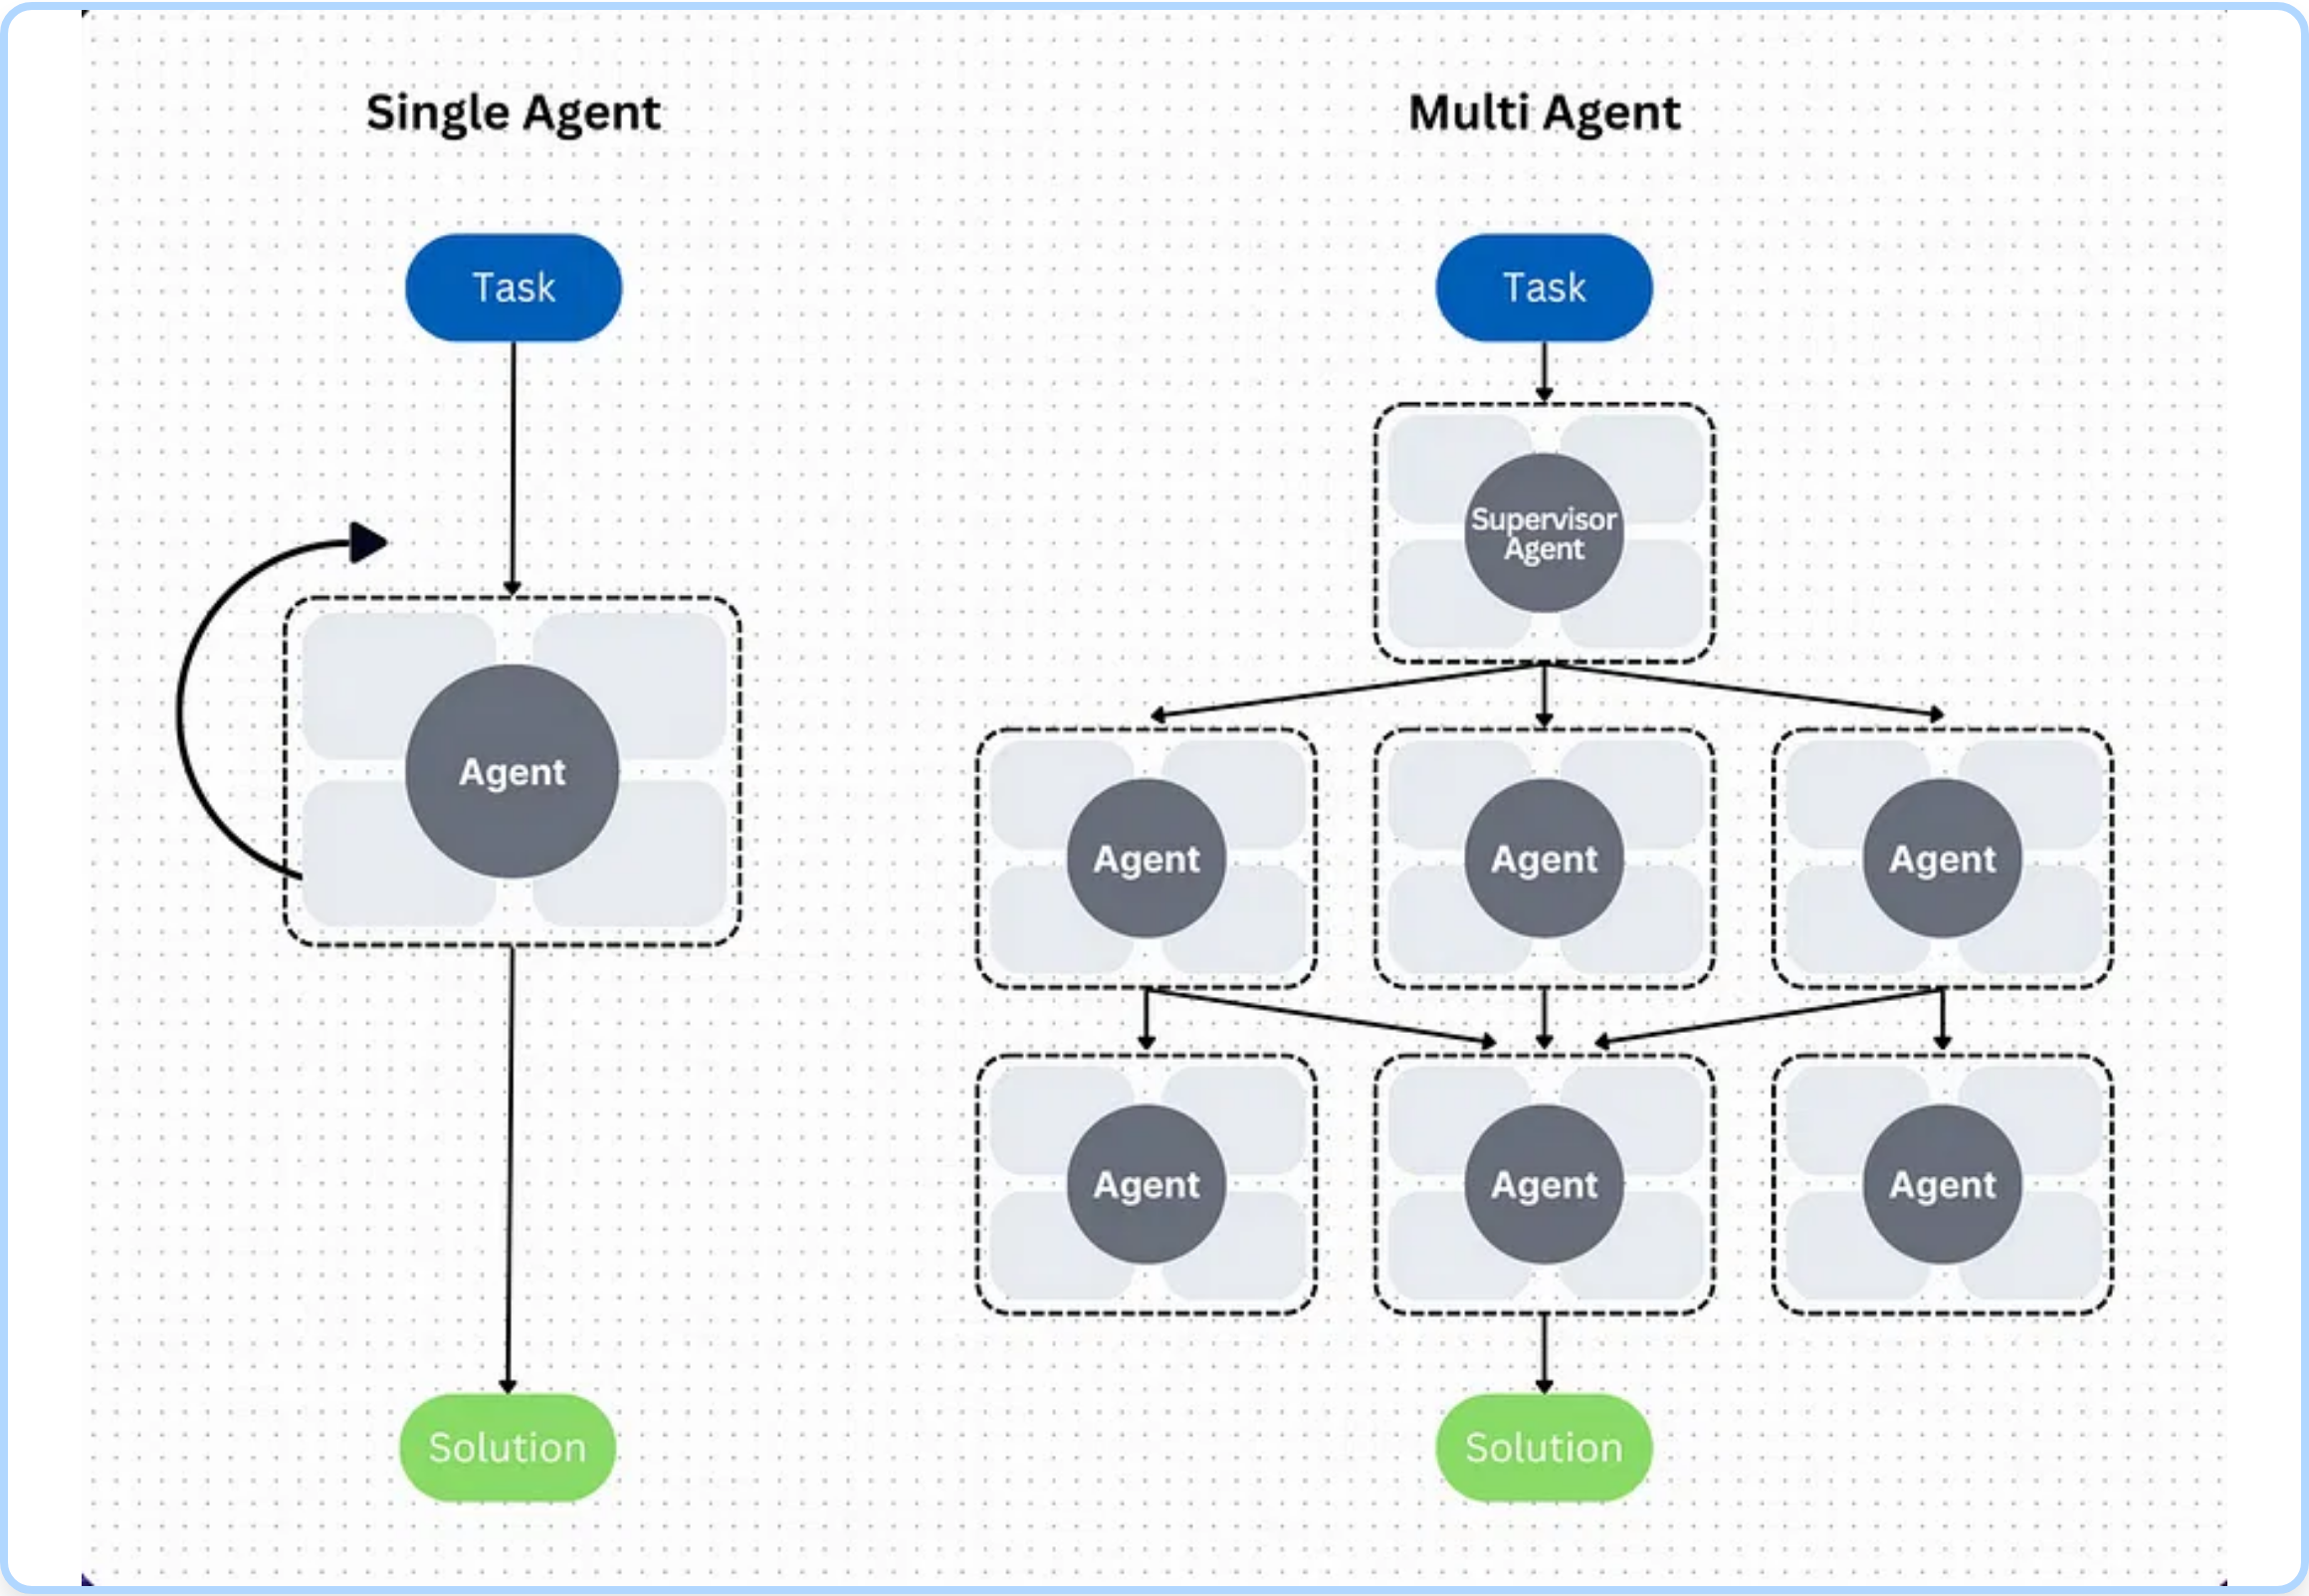 Single Agent
Task
Agent
Solution
Multi Agent
Task
Supervisor
Agent
Agent
Agent
Agent
Agent
Agent
Agent
Solution